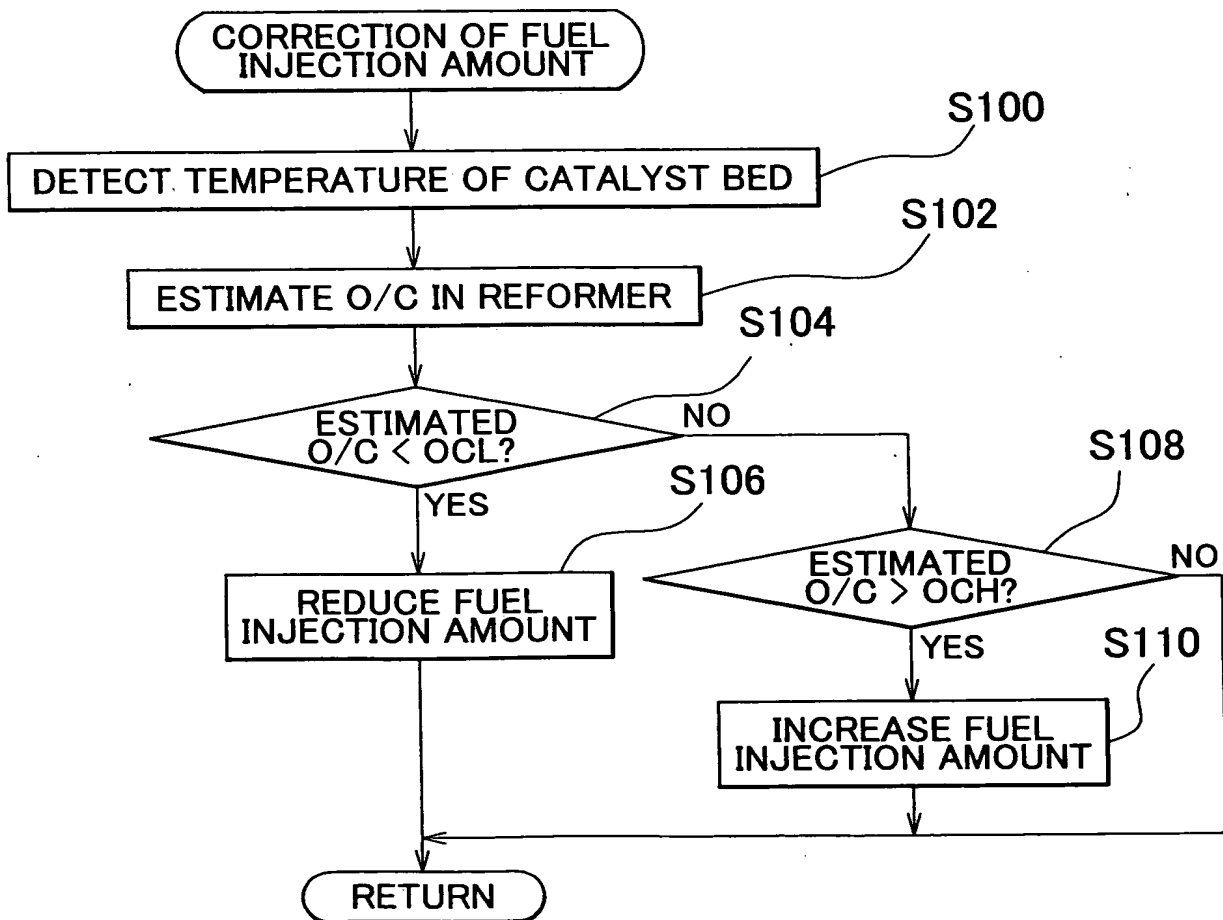 CORRECTION OF FUEL
INJECTION AMOUNT
S100
DETECT TEMPERATURE OF CATALYST BED
S102
ESTIMATE O/C IN REFORMER
S104
ESTIMATED
O/C < OCL?
NO
YES
S106
REDUCE FUEL
INJECTION AMOUNT
S108
ESTIMATED
O/C > OCH?
NO
YES
S110
INCREASE FUEL
INJECTION AMOUNT
RETURN